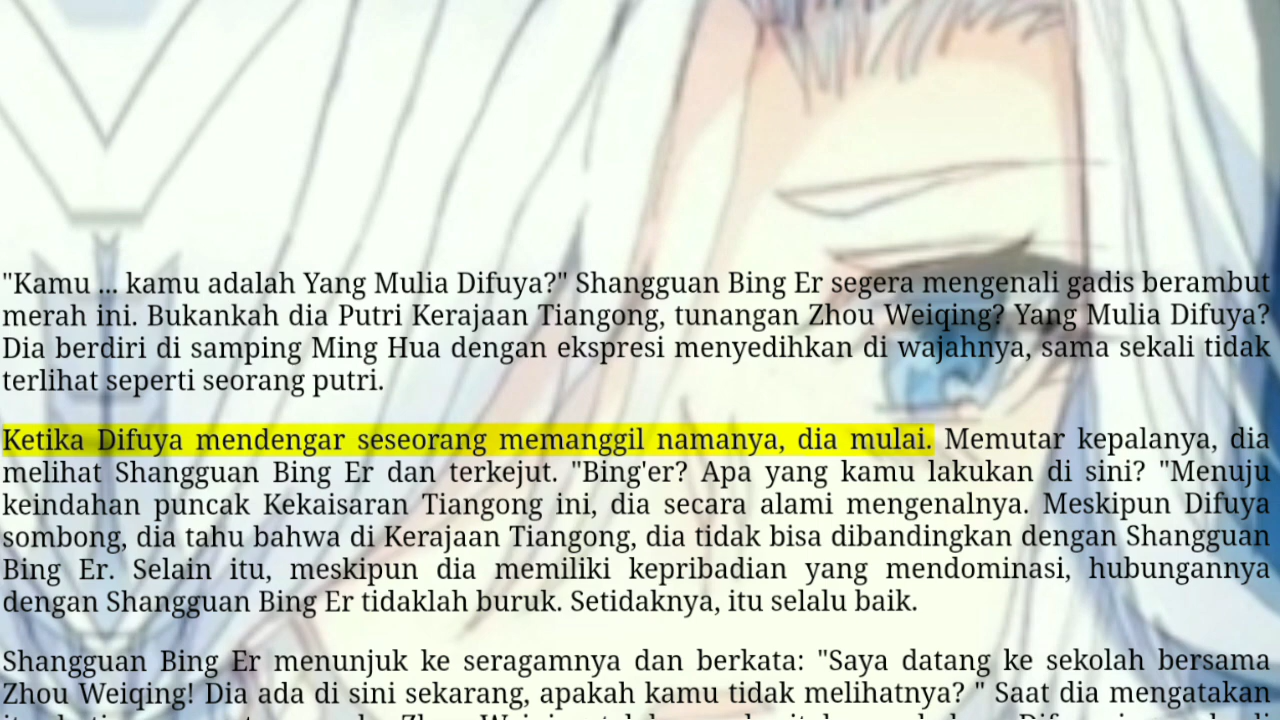 "Kamu ... kamu adalah Yang Mulia Difuya?" Shangguan Bing Er segera mengenali gadis berambut
merah ini. Bukankah dia Putri Kerajaan Tiangong, tunangan Zhou Weiqing? Yang Mulia Difuya?
Dia berdiri di samping Ming Hua dengan ekspresi menyedihkan di wajahnya, sama sekali tidak
terlihat seperti seorang putri.
Ketika Difuya mendengar seseorang memanggil namanya, dia mulai. Memutar kepalanya, dia
melihat Shangguan Bing Er dan terkejut. "Bing'er? Apa yang kamu lakukan di sini? "Menuju
keindahan puncak Kekaisaran Tiangong ini, dia secara alami mengenalnya. Meskipun Difuya
sombong, dia tahu bahwa di Kerajaan Tiangong, dia tidak bisa dibandingkan dengan Shangguan
Bing Er. Selain itu, meskipun dia memiliki kepribadian yang mendominasi, hubungannya
dengan Shangguan Bing Er tidaklah buruk. Setidaknya, itu selalu baik.
Shangguan Bing Er menunjuk ke seragamnya dan berkata: "Saya datang ke sekolah bersama
Zhou Weiqing! Dia ada di sini sekarang, apakah kamu tidak melihatnya? " Saat dia mengatakan